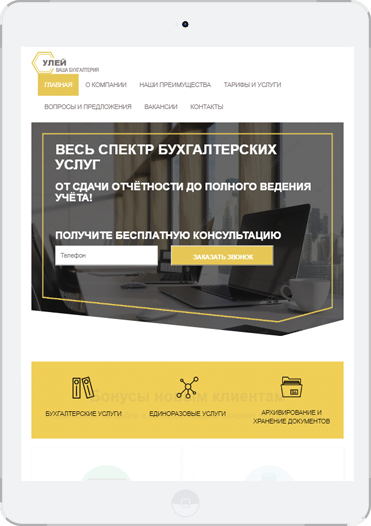 УЛЕЙ
ВАША БУХГАЛТЕРИЯ
ГЛАВНАЯ О КОМПАНИИ НАШИ ПРЕИМУЩЕСТВА ТАРИФЫ И УСЛУГИ
ВОПРОСЫ И ПРЕДЛОЖЕНИЯ ВАКАНСИИ КОНТАКТЫ
ВЕСЬ СПЕКТР БУХГАЛТЕРСКИХ
УСЛУГ
ОТ СДАЧИ ОТЧЁТНОСТИ ДО ПОЛНОГО ВЕДЕНИЯ
УЧЁТА!
ПОЛУЧИТЕ БЕСПЛАТНУЮ КОНСУЛЬТАЦИЮ
Телефон ЗАКАЗАТЬ ЗВОНОК
Бонусы новым клиентам
БУХГАЛТЕРСКИЕ УСЛУГИ ЕДИНОРАЗОВЫЕ УСЛУГИ АРХИВИРОВАНИЕ И
ХРАНЕНИЕ ДОКУМЕНТОВ